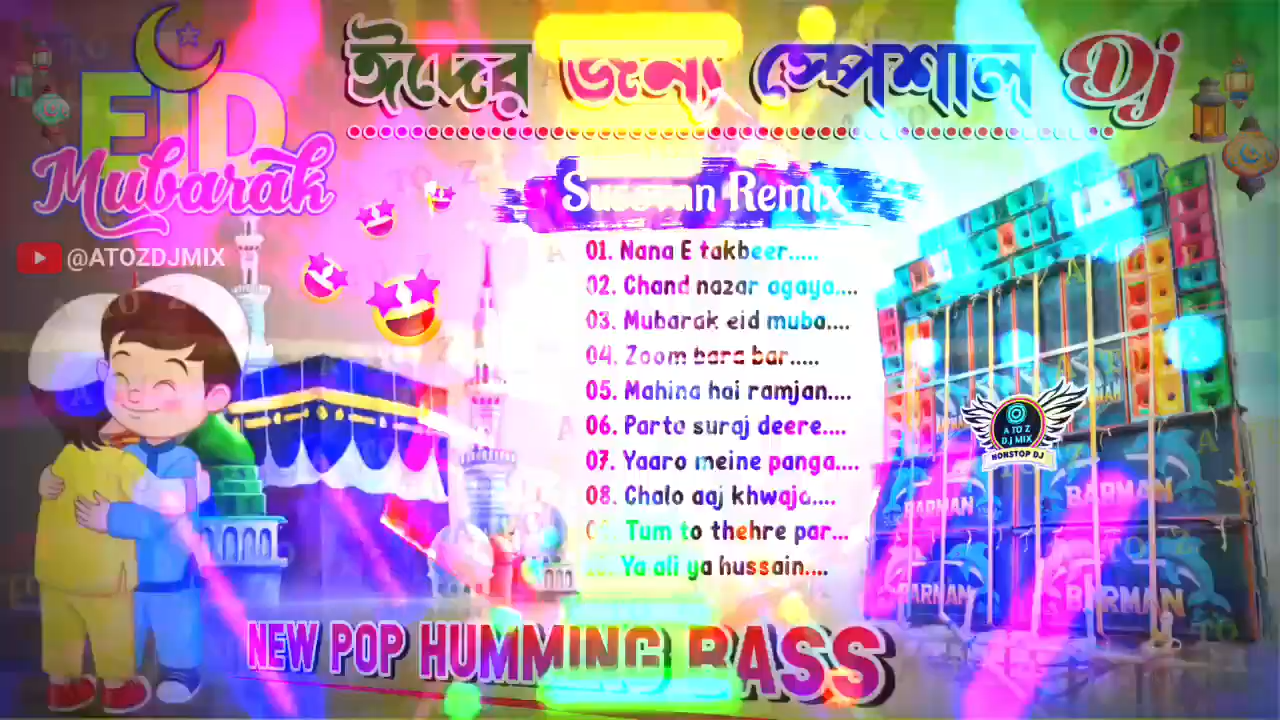 ঈদের জন্য স্পেশাল Dj
EID
Mubarak
@ATOZDJMIX
Remix
01. Nana E takbeer.....
02. Chand nazar agaya....
03. Mubarak eid muba....
04. Zoom bara bar.....
05. Mahina hai ramjan....
06. Parto suraj deere....
07. Yaaro meine panga....
08. Chalo aaj khwaja....
Tum to thehre par...
Ya ali ya hussain....
A TO Z
D.j MIX
NONSTOP DJ
BARMAN BARMAN
BARMAN BARMAN
NEW POP HUMMING BASS